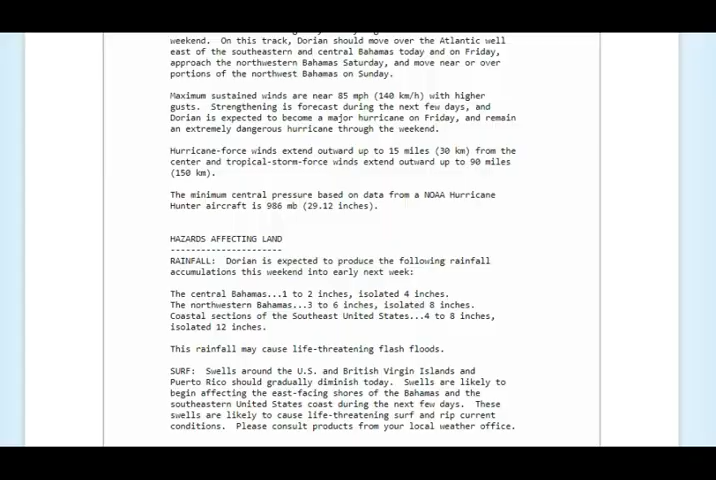 weekend. On this track, Dorian should move over the Atlantic well
east of the southeastern and central Bahamas today and on Friday,
approach the northwestern Bahamas Saturday, and move near or over
portions of the northwest Bahamas on Sunday.
Maximum sustained winds are near 85 mph (140 km/h) with higher
gusts. Strengthening is forecast during the next few days, and
Dorian is expected to become a major hurricane on Friday, and remain
an extremely dangerous hurricane through the weekend.
Hurricane-force winds extend outward up to 15 miles (30 km) from the
center and tropical-storm-force winds extend outward up to 90 miles
(150 km).
The minimum central pressure based on data from a NOAA Hurricane
Hunter aircraft is 986 mb (29.12 inches).
HAZARDS AFFECTING LAND
----------------------
RAINFALL: Dorian is expected to produce the following rainfall
accumulations this weekend into early next week:
The central Bahamas...1 to 2 inches, isolated 4 inches.
The northwestern Bahamas...3 to 6 inches, isolated 8 inches.
Coastal sections of the Southeast United States...4 to 8 inches,
isolated 12 inches.
This rainfall may cause life-threatening flash floods.
SURF: Swells around the U.S. and British Virgin Islands and
Puerto Rico should gradually diminish today. Swells are likely to
begin affecting the east-facing shores of the Bahamas and the
southeastern United States coast during the next few days. These
swells are likely to cause life-threatening surf and rip current
conditions. Please consult products from your local weather office.